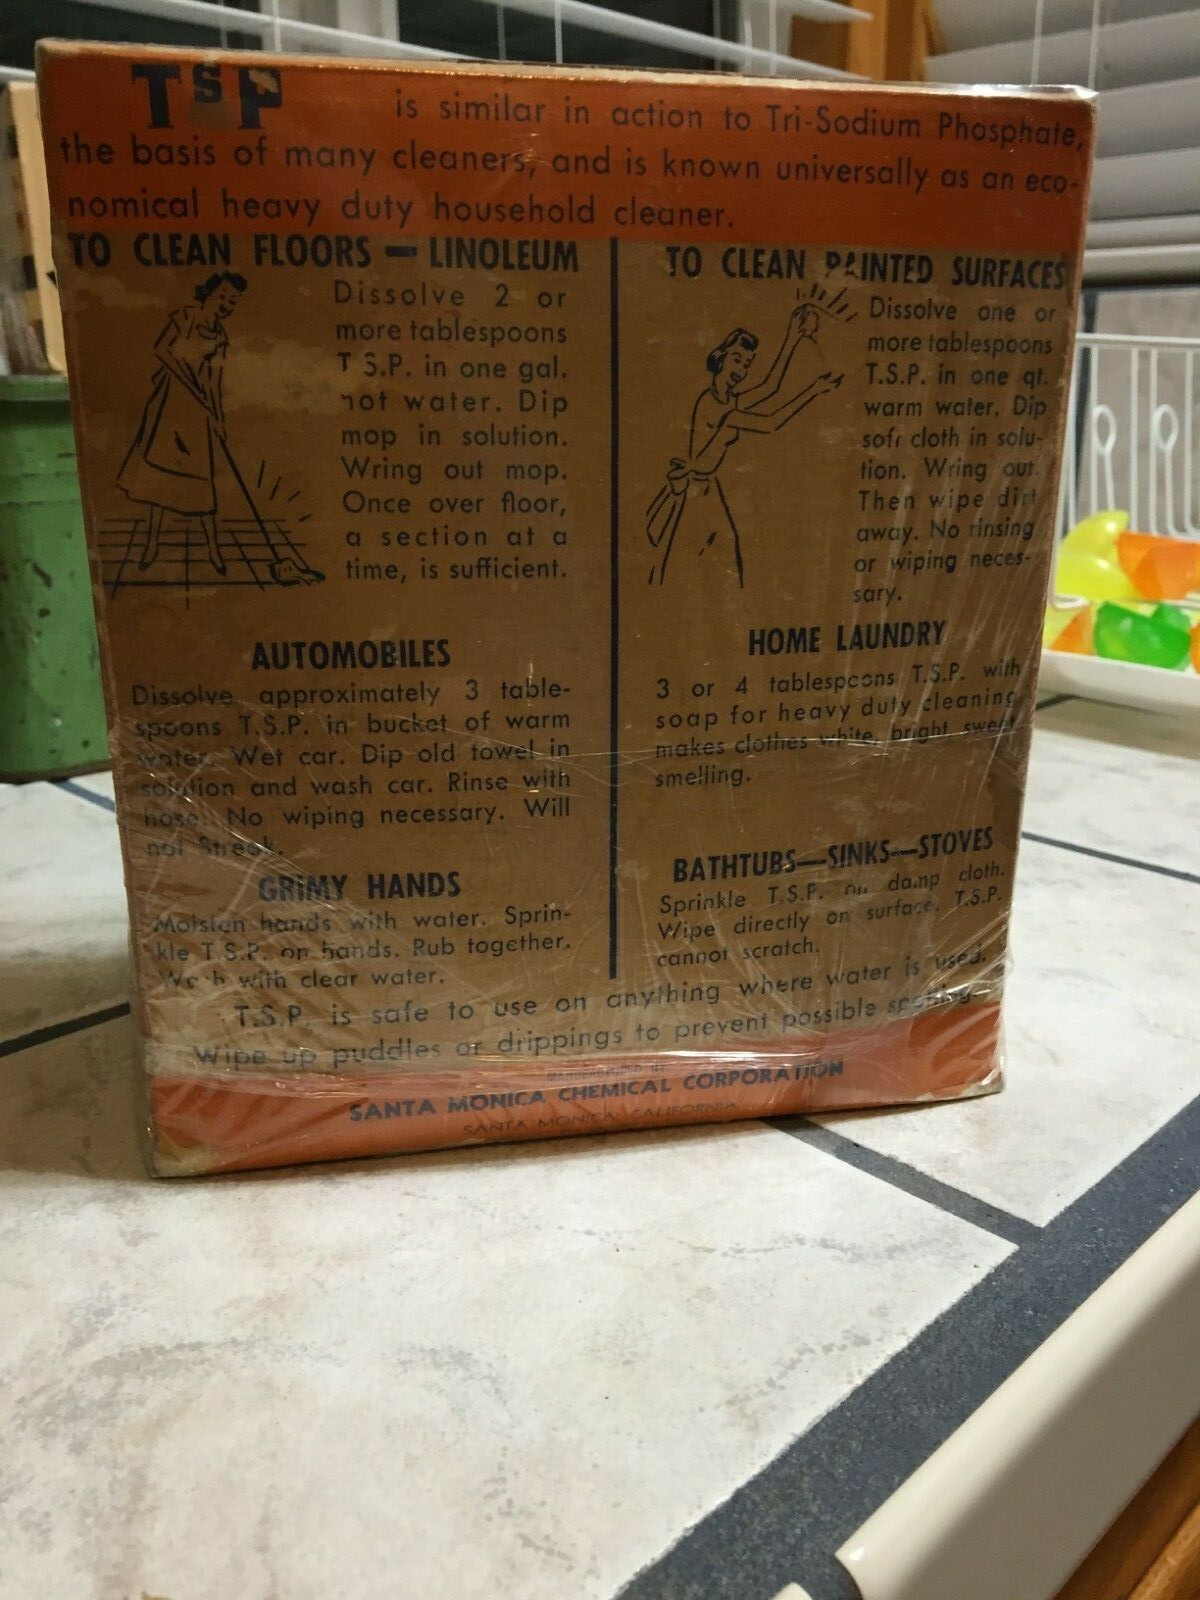 TSP is similar in action to Tri-Sodium Phosphate,
the basis of many cleaners, and is known universally as an eco-
nomical heavy duty household cleaner.
TO CLEAN FLOORS — LINOLEUM
Dissolve 2 or
more tablespoons
T.S.P. in one gal.
hot water. Dip
mop in solution.
Wring out mop.
Once over floor,
a section at a
time, is sufficient.
AUTOMOBILES
Dissolve approximately 3 table-
spoons T.S.P. in bucket of warm
water. Wet car. Dip old towel in
solution and wash car. Rinse with
hose. No wiping necessary. Will
not Streak.
GRIMY HANDS
Moisten hands with water. Sprin-
kle T.S.P. on hands. Rub together.
Wash with clear water.
TO CLEAN PAINTED SURFACES
Dissolve one or
more tablespoons
T.S.P. in one qt.
warm water. Dip
soft cloth in solu-
tion. Wring out.
Then wipe dirt
away. No rinsing
or wiping neces-
sary.
HOME LAUNDRY
3 or 4 tablespoons T.S.P. with
soap for heavy duty cleaning
makes clothes white, bright, sweet
smelling.
BATHTUBS—SINKS—STOVES
Sprinkle T.S.P. on damp cloth.
Wipe directly on surface. T.S.P.
cannot scratch.
T.S.P. is safe to use on anything where water is used.
Wipe up puddles or drippings to prevent possible spotting.
MANUFACTURED BY
SANTA MONICA CHEMICAL CORPORATION
SANTA MONICA, CALIFORNIA